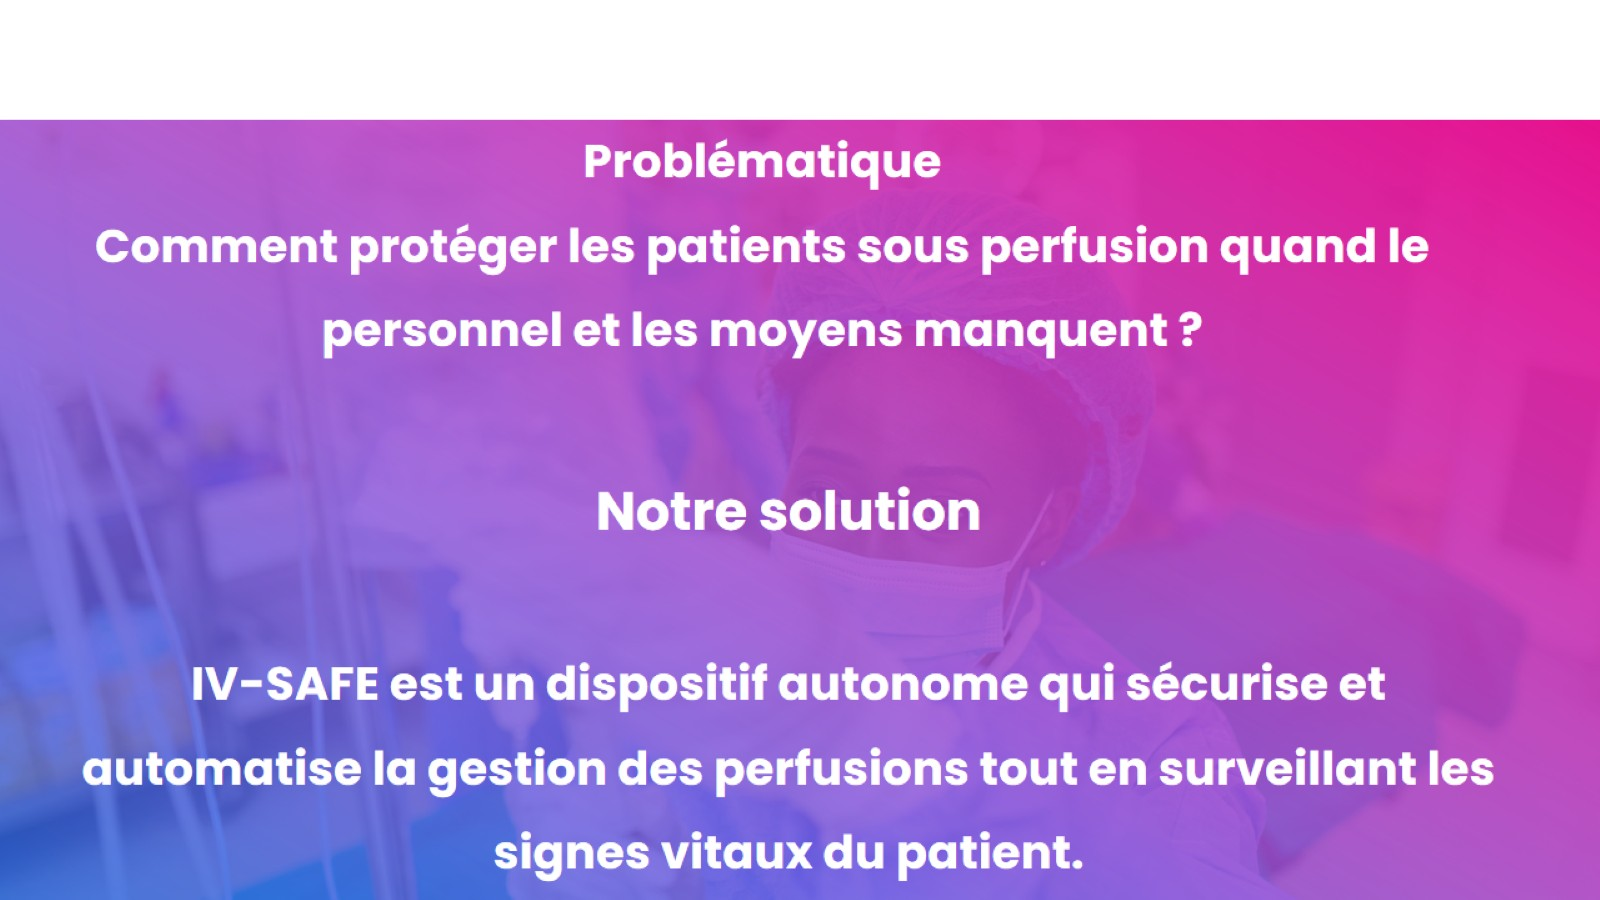 Problématique
Comment protéger les patients sous perfusion quand le
personnel et les moyens manquent ?
Notre solution
IV-SAFE est un dispositif autonome qui sécurise et
automatise la gestion des perfusions tout en surveillant les
signes vitaux du patient.